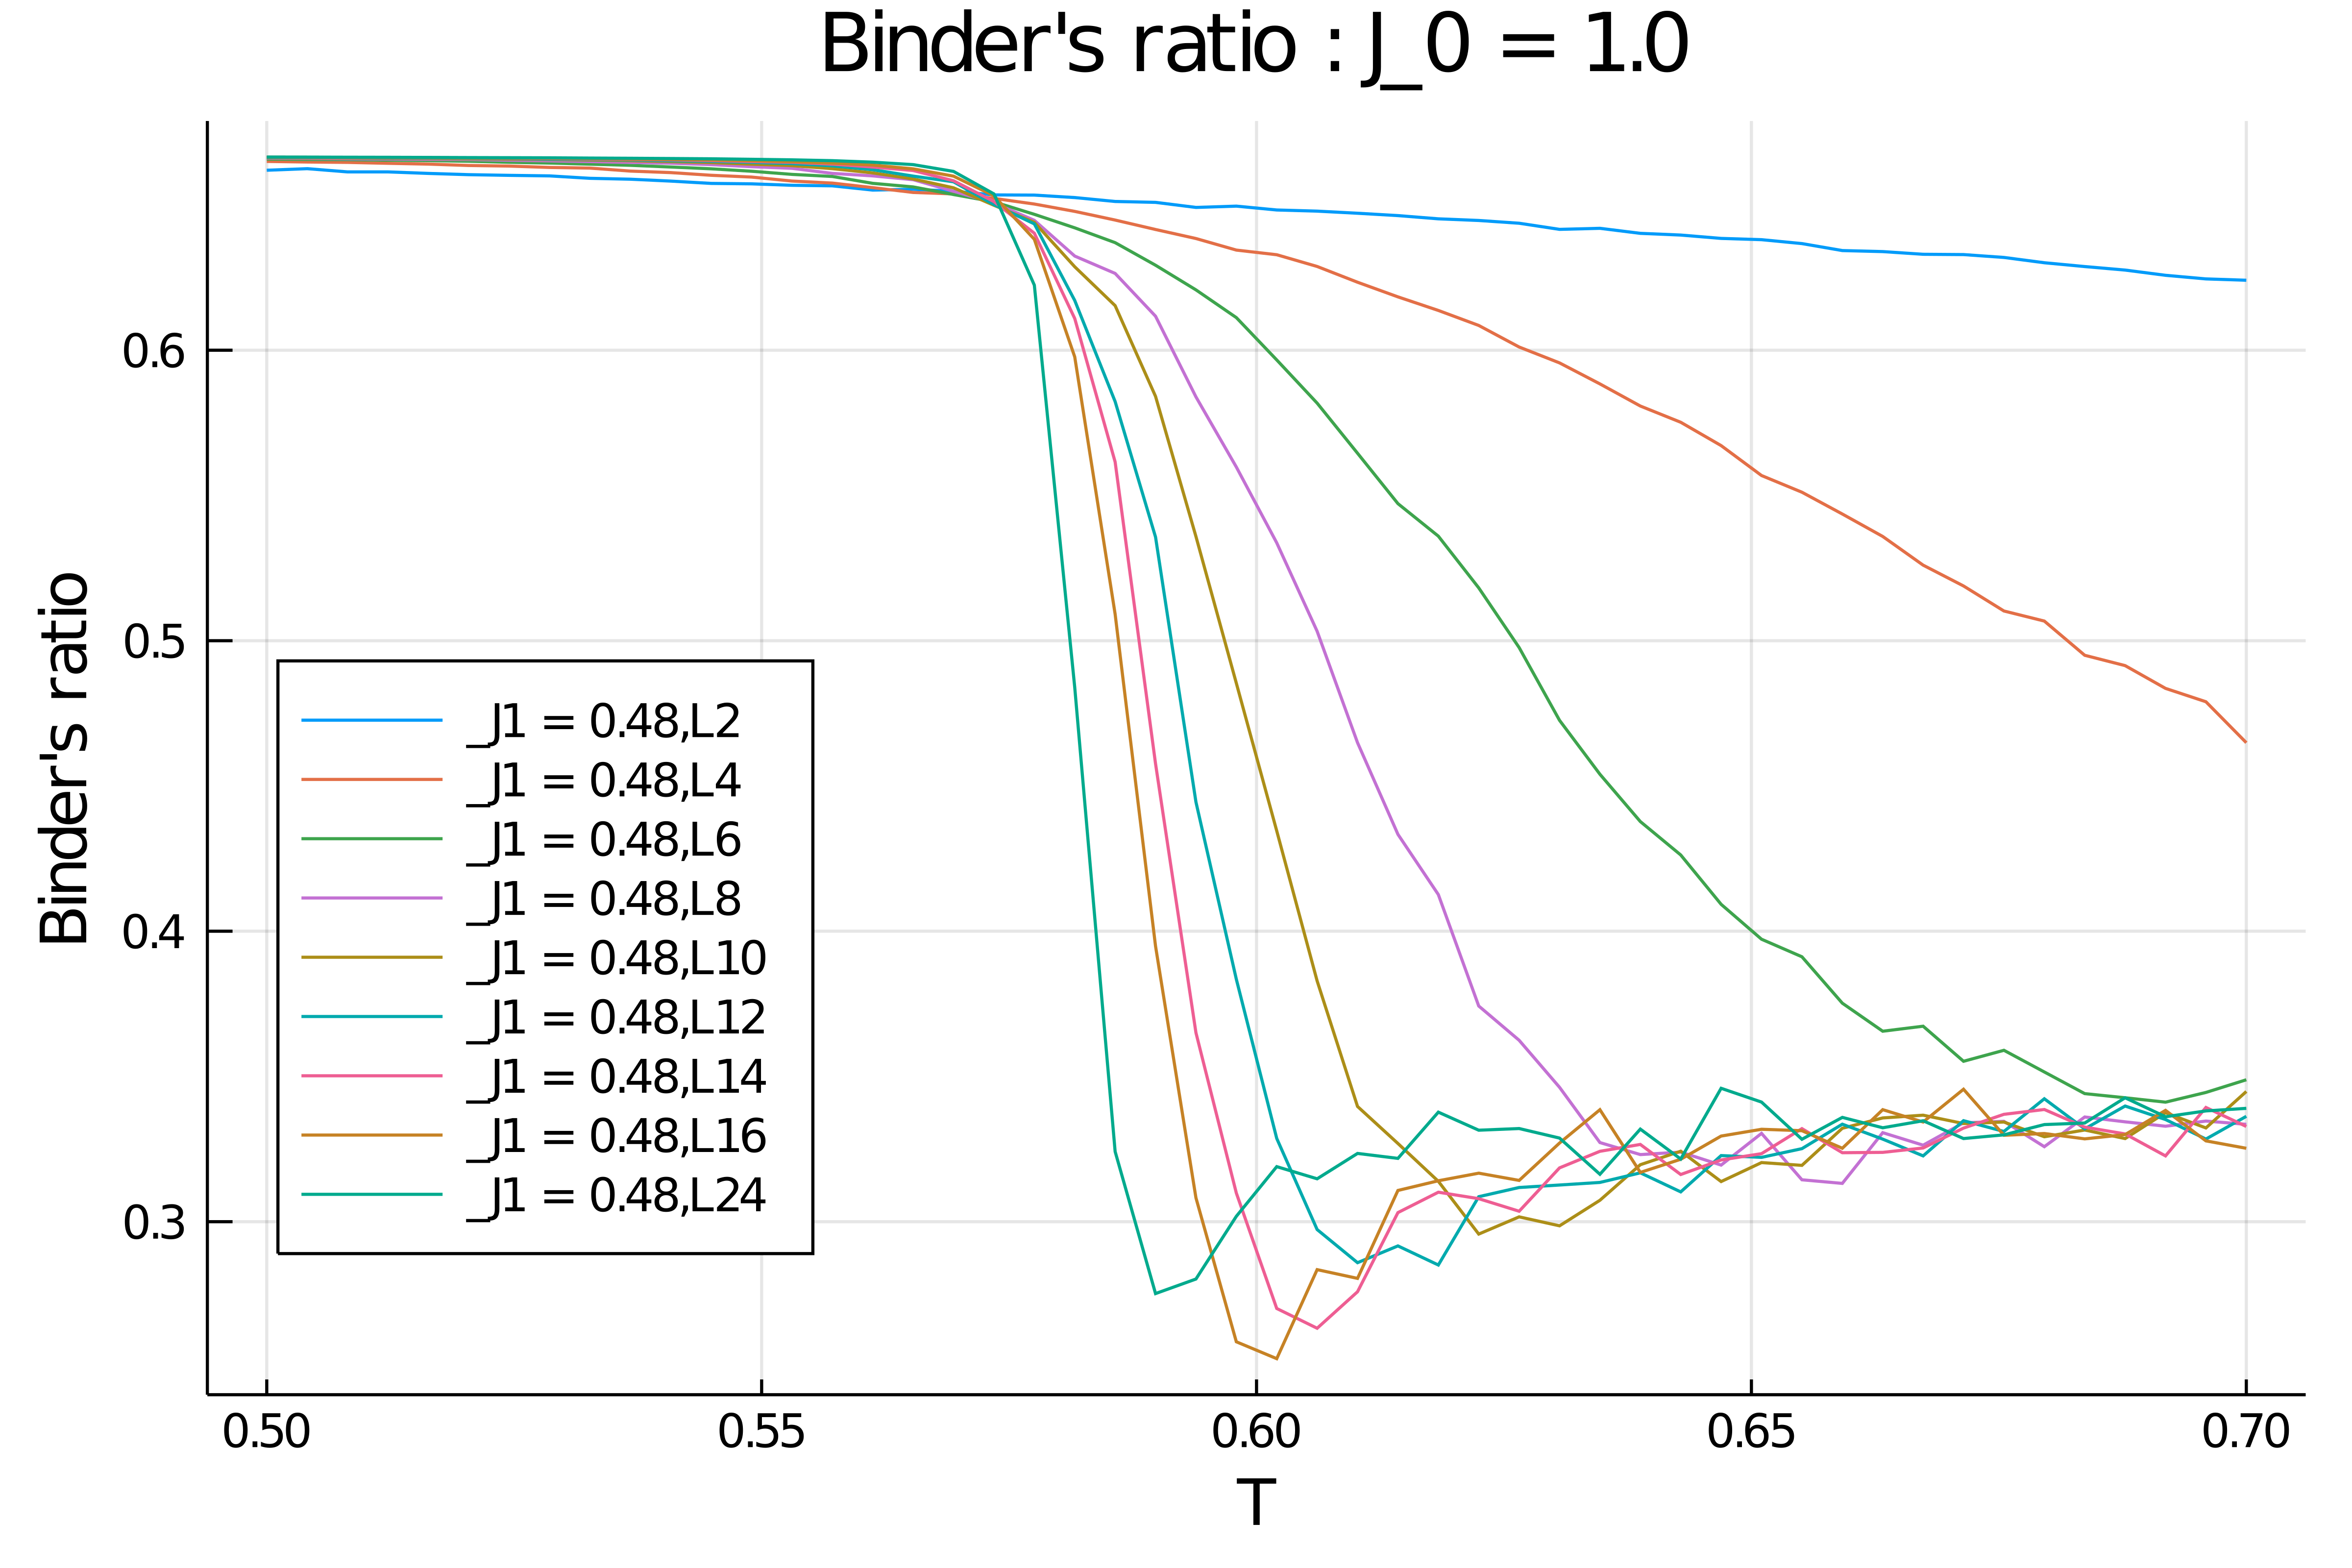 Binder's ratio : J_0 = 1.0
Binder's ratio
0.6
0.5
0.4
0.3
_J1 = 0.48,L2
_J1 = 0.48,L4
_J1 = 0.48,L6
_J1 = 0.48,L8
_J1 = 0.48,L10
_J1 = 0.48,L12
_J1 = 0.48,L14
_J1 = 0.48,L16
_J1 = 0.48,L24
0.50 0.55 0.60 0.65 0.70
T